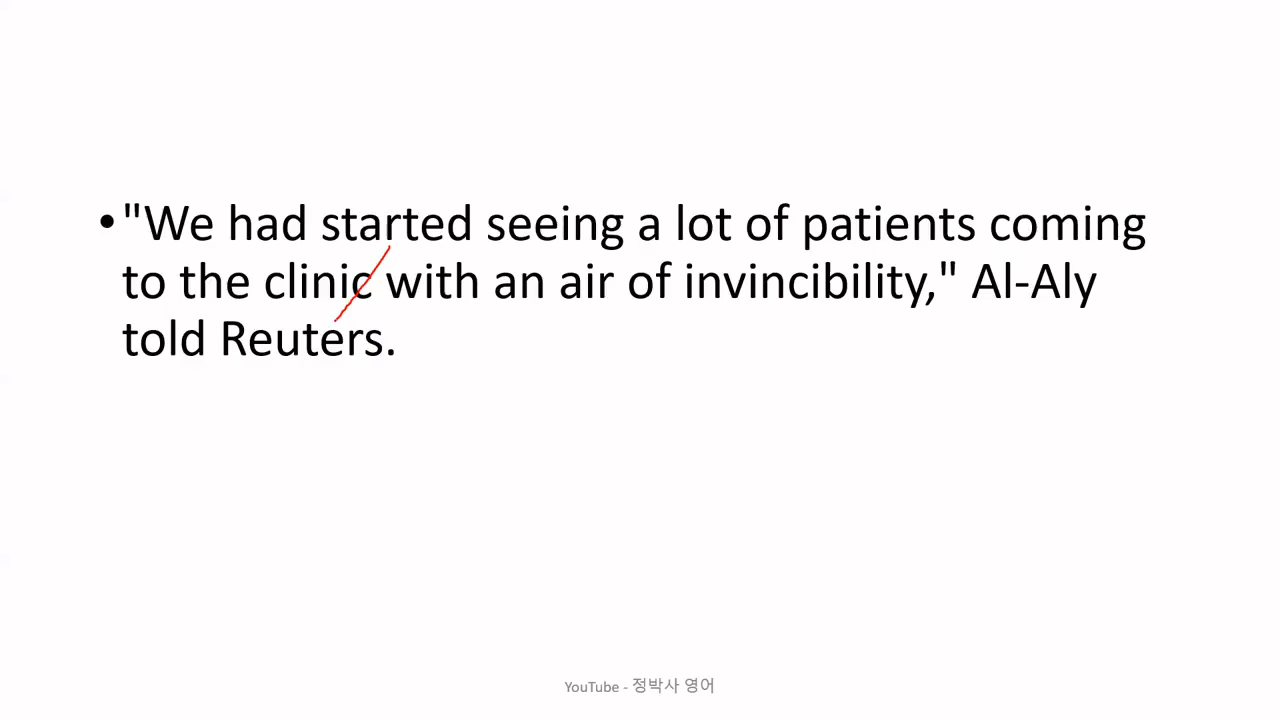 •"We had started seeing a lot of patients coming
to the clinic with an air of invincibility," Al-Aly
told Reuters.
YouTube - 정박사 영어